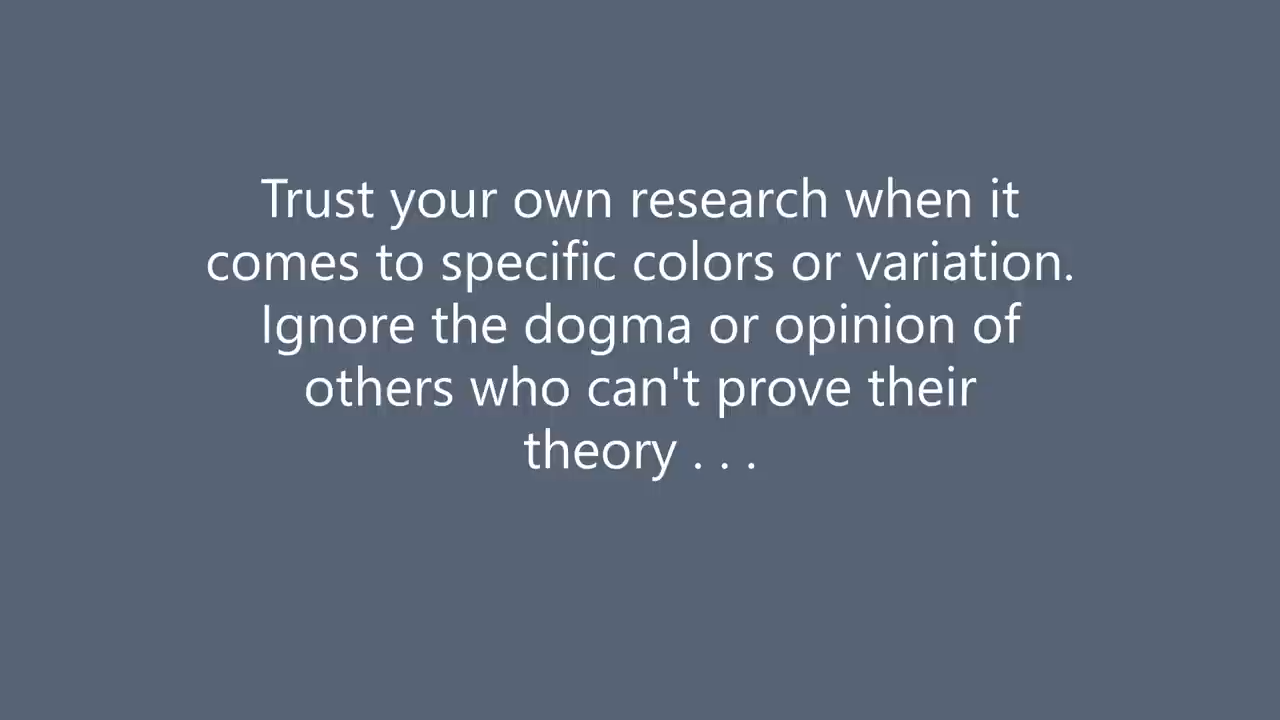 Trust your own research when it
comes to specific colors or variation.
Ignore the dogma or opinion of
others who can't prove their
theory . . .